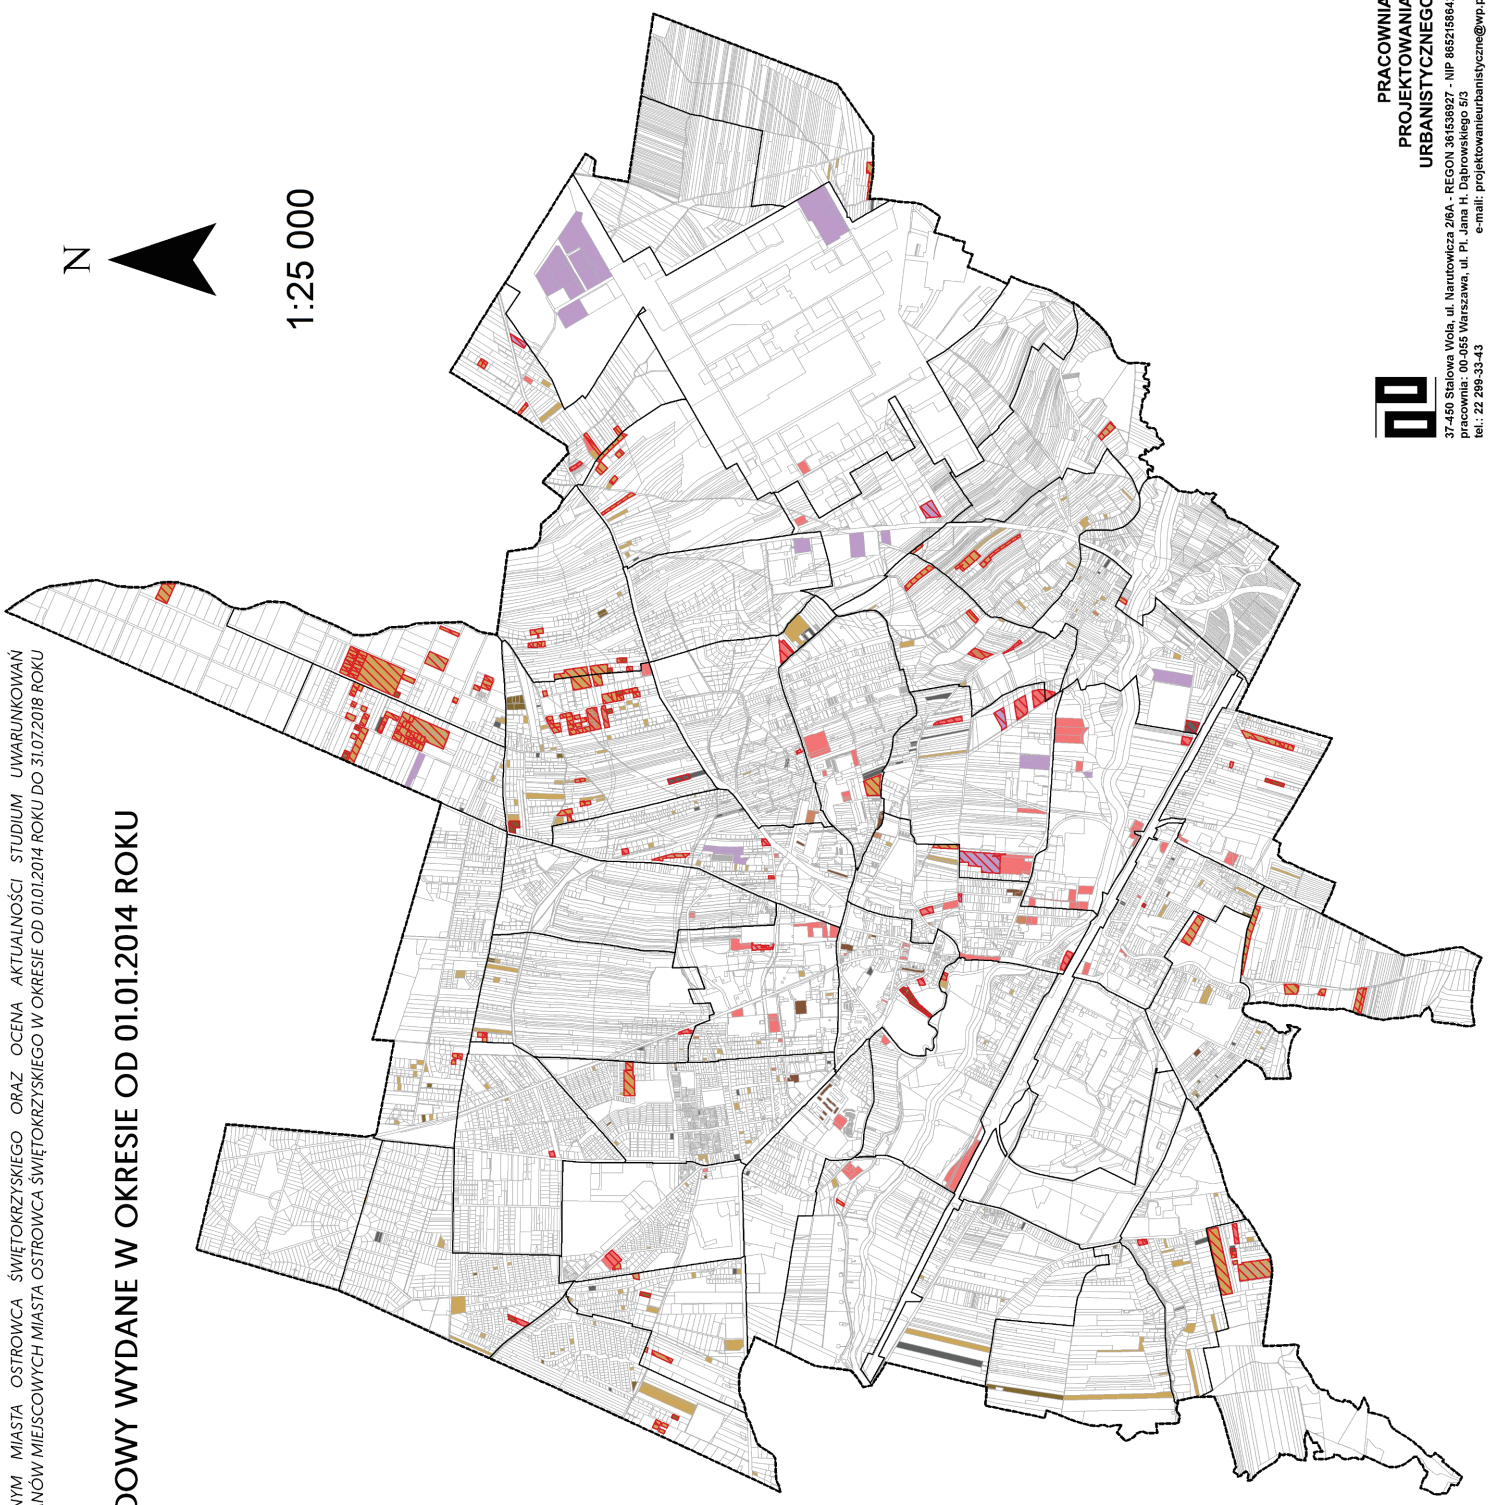 NYM MIASTA OSTROWCA ŚWIĘTOKRZYSKIEGO ORAZ OCENA AKTUALNOŚCI STUDIUM UWARUNKOWAŃ
ANÓW MIEJSCOWYCH MIASTA OSTROWCA ŚWIĘTOKRZYSKIEGO W OKRESIE OD 01.01.2014 ROKU DO 31.07.2018 ROKU
DOWY WYDANE W OKRESIE OD 01.01.2014 ROKU
N
1:25 000
PRACOWNIA
PROJEKTOWANIA
URBANISTYCZNEGO
37-450 Stalowa Wola, ul. Narutowicza 2/6A - REGON 361536927 - NIP 865215864
pracownia: 00-055 Warszawa, ul. Pl. Jana H. Dąbrowskiego 5/3
tel.: 22 299-33-43 e-mail: projektowanieurbanistyczne@wp.p